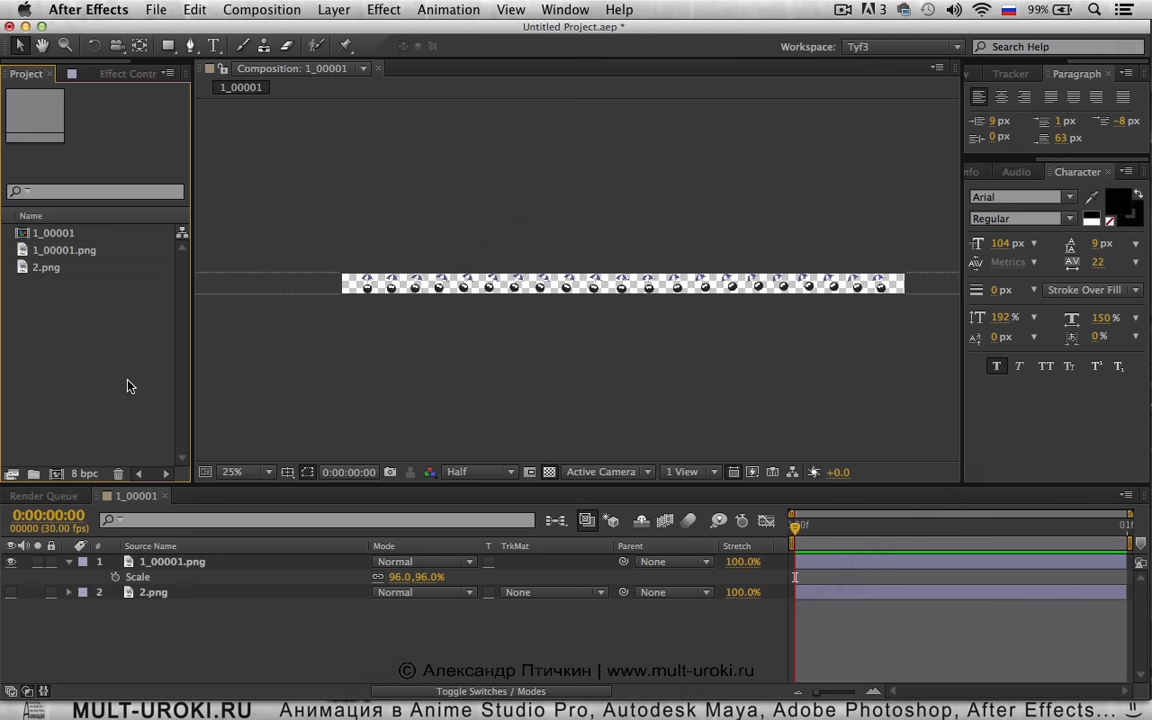 After Effects File Edit Composition Layer Effect Animation View Window Help 3 99%
Untitled Project.aep *
Workspace: Tyf3 Search Help
Project Effect Contr Composition: 1_00001 Tracker Paragraph
1_00001
9 px 1 px -8 px
0 px 63 px
nfo Audio Character
Arial
Name Regular
1_00001
1_00001.png 104 px 9 px
2.png Metrics 22
0 px Stroke Over Fill
192 % 150 %
0 px 0 %
T T TT Tт T¹ T₁
8 bpc 25% 0:00:00:00 Half Active Camera 1 View +0.0
Render Queue 1_00001
0:00:00:00
00000 (30.00 fps) 01f
# Source Name Mode T TrkMat Parent Stretch
1 1_00001.png Normal None 100.0%
Scale 96.0,96.0%
2 2.png Normal None None 100.0%
© Александр Птичкин | www.mult-uroki.ru
Toggle Switches / Modes
MULT-UROKI.RU Анимация в Anime Studio Pro, Autodesk Maya, Adobe Photoshop, After Effects...